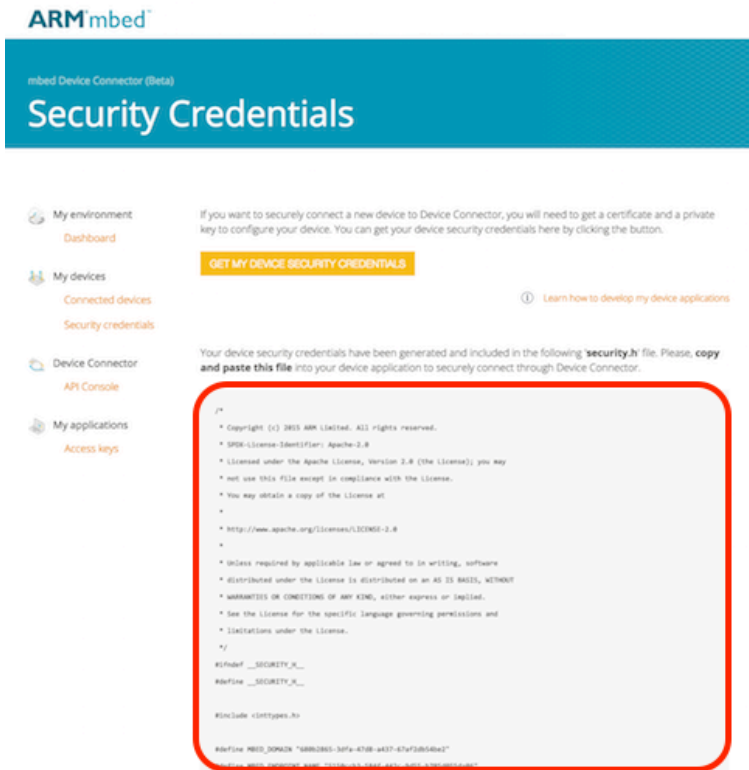 ARM mbed
mbed Device Connector (Beta)
Security Credentials
My environment
Dashboard
My devices
Connected devices
Security credentials
Device Connector
API Console
My applications
Access keys
If you want to securely connect a new device to Device Connector, you will need to get a certificate and a private
key to configure your device. You can get your device security credentials here by clicking the button.
GET MY DEVICE SECURITY CREDENTIALS
Learn how to develop my device applications
Your device security credentials have been generated and included in the following 'security.h' file. Please, copy
and paste this file into your device application to securely connect through Device Connector.
/*
* Copyright (c) 2015 ARM Limited. All rights reserved.
* SPDX-License-Identifier: Apache-2.0
* Licensed under the Apache License, Version 2.0 (the License); you may
* not use this file except in compliance with the License.
* You may obtain a copy of the License at
*
* http://www.apache.org/licenses/LICENSE-2.0
*
* Unless required by applicable law or agreed to in writing, software
* distributed under the License is distributed on an AS IS BASIS, WITHOUT
* WARRANTIES OR CONDITIONS OF ANY KIND, either express or implied.
* See the License for the specific language governing permissions and
* limitations under the License.
*/
#ifndef __SECURITY_H__
#define __SECURITY_H__
#include <inttypes.h>
#define MBED_DOMAIN
#define MBED_ENDPOINT_NAME